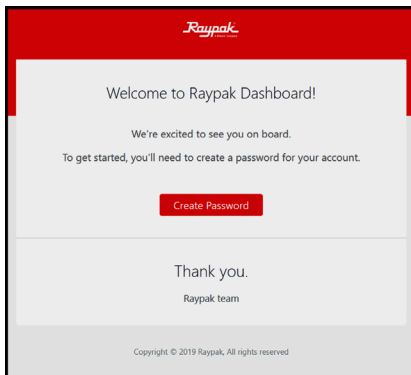 Raypak
Welcome to Raypak Dashboard!
We're excited to see you on board.
To get started, you'll need to create a password for your account.
Create Password
Thank you.
Raypak team
Copyright © 2019 Raypak, All rights reserved